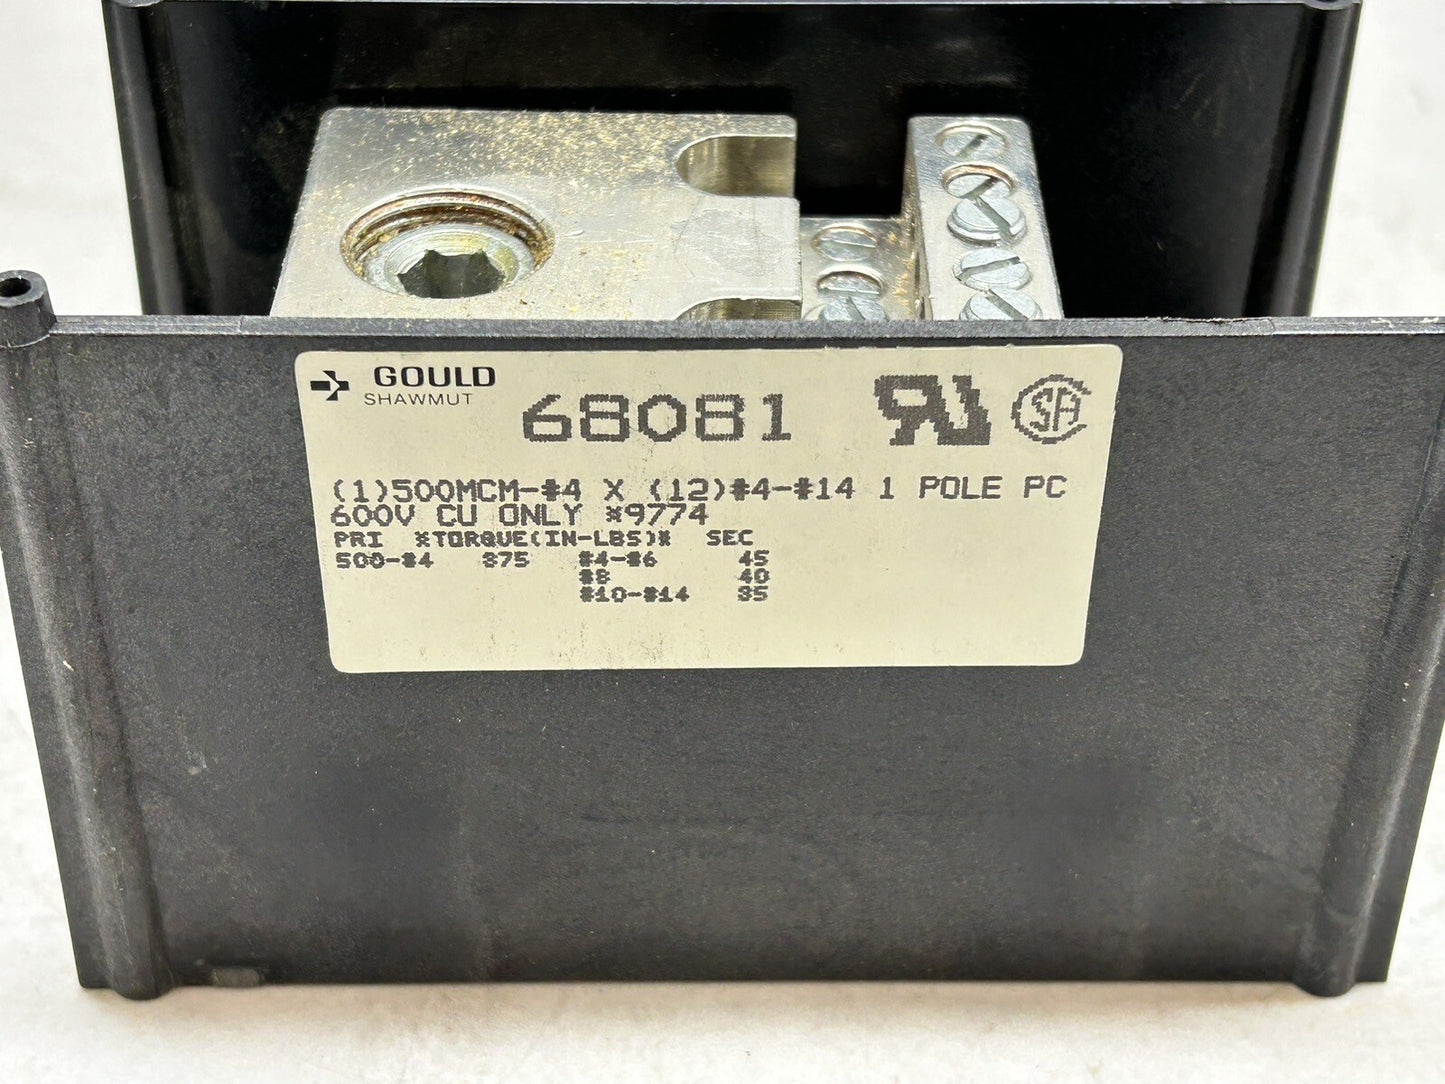 GOULD
SHAWMUT
68081
(1)500MCM-#4 X (12)#4-#14 1 POLE PC
600V CU ONLY *9774
PRI *TORQUE(IN-LBS)* SEC
500-#4 375 #4-#6 45
#8 40
#10-#14 35